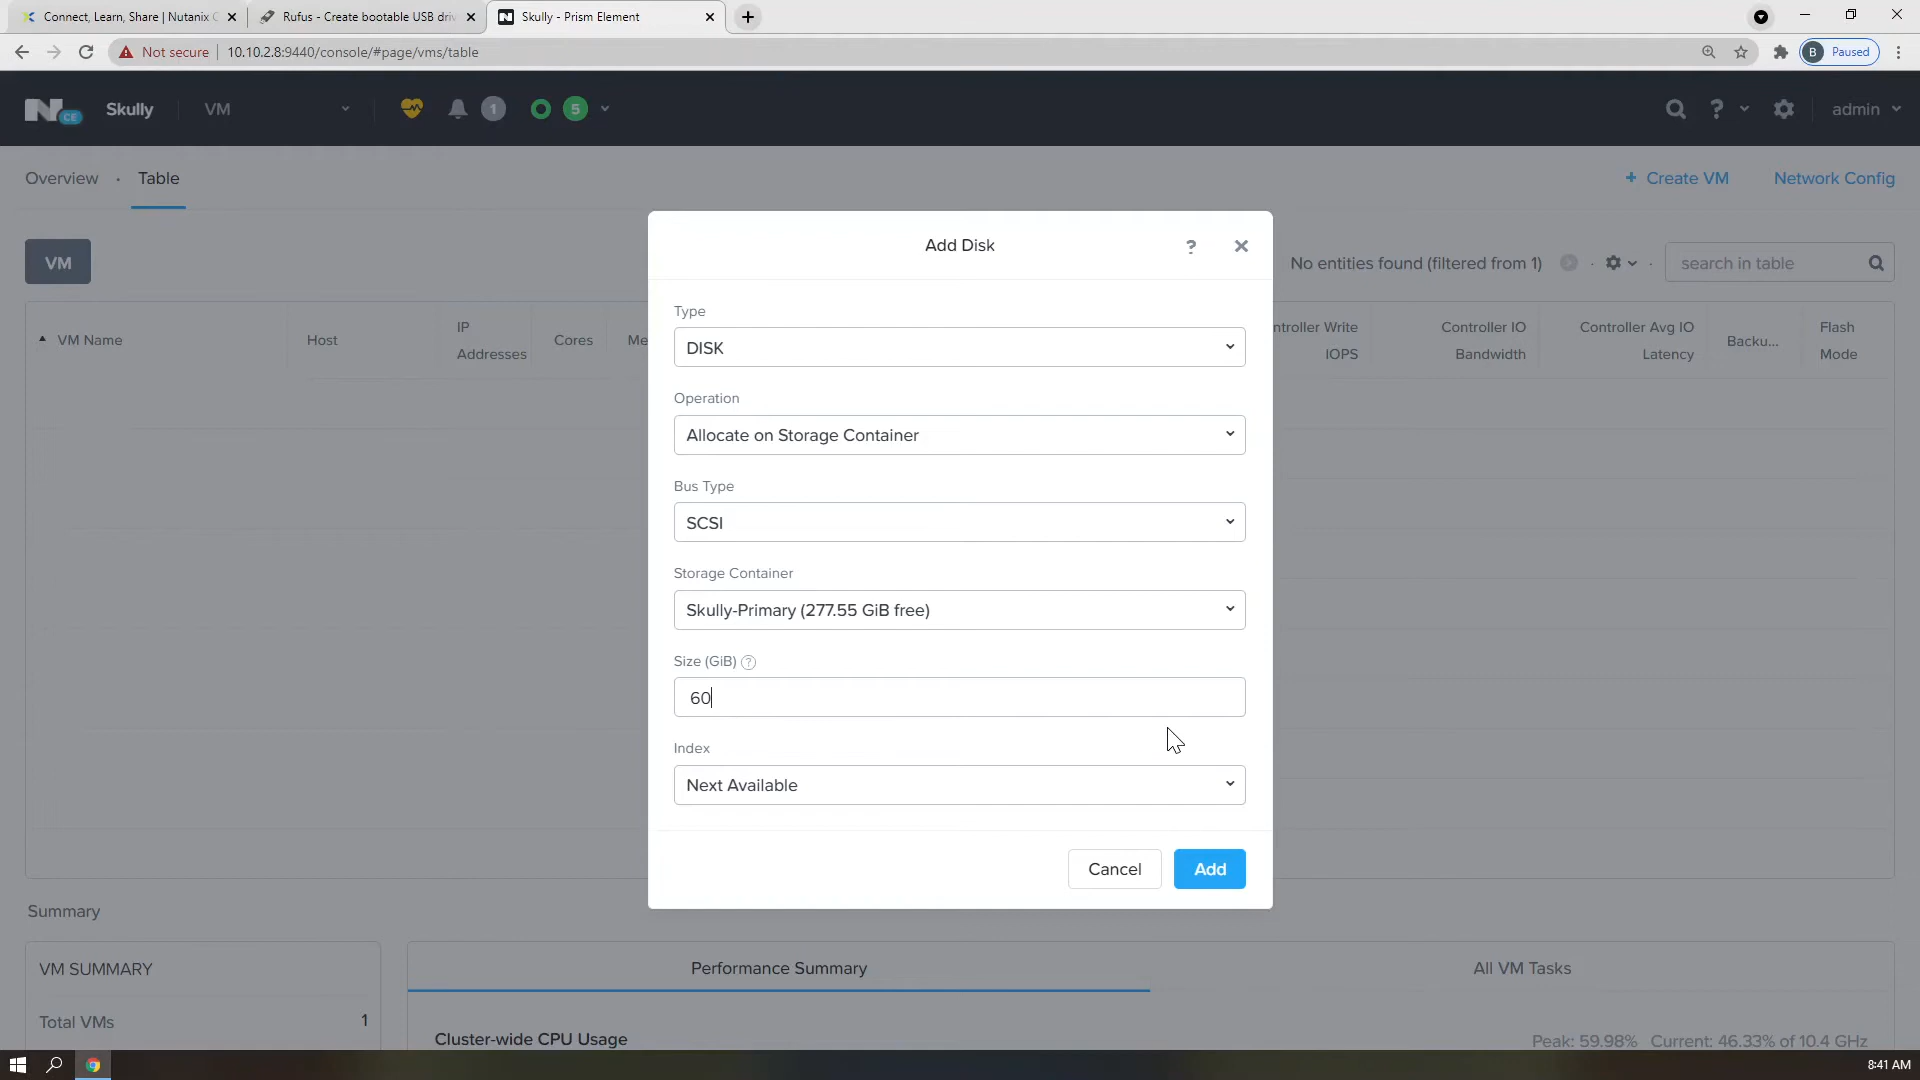 Connect, Learn, Share | Nutanix C
Rufus - Create bootable USB driv
Skully - Prism Element
Not secure
10.10.2.8:9440/console/#page/vms/table
B
Paused
N
CE
Skully
VM
1
5
?
admin
Overview
Table
+ Create VM
Network Config
VM
No entities found (filtered from 1)
search in table
VM Name
Host
IP
Addresses
Cores
Me
ntroller Write
IOPS
Controller IO
Bandwidth
Controller Avg IO
Latency
Backu...
Flash
Mode
Add Disk
?
Type
DISK
Operation
Allocate on Storage Container
Bus Type
SCSI
Storage Container
Skully-Primary (277.55 GiB free)
Size (GiB) ?
60
Index
Next Available
Cancel
Add
Summary
VM SUMMARY
Total VMs
1
Performance Summary
All VM Tasks
Cluster-wide CPU Usage
Peak: 59.98% Current: 46.33% of 10.4 GHz
8:41 AM